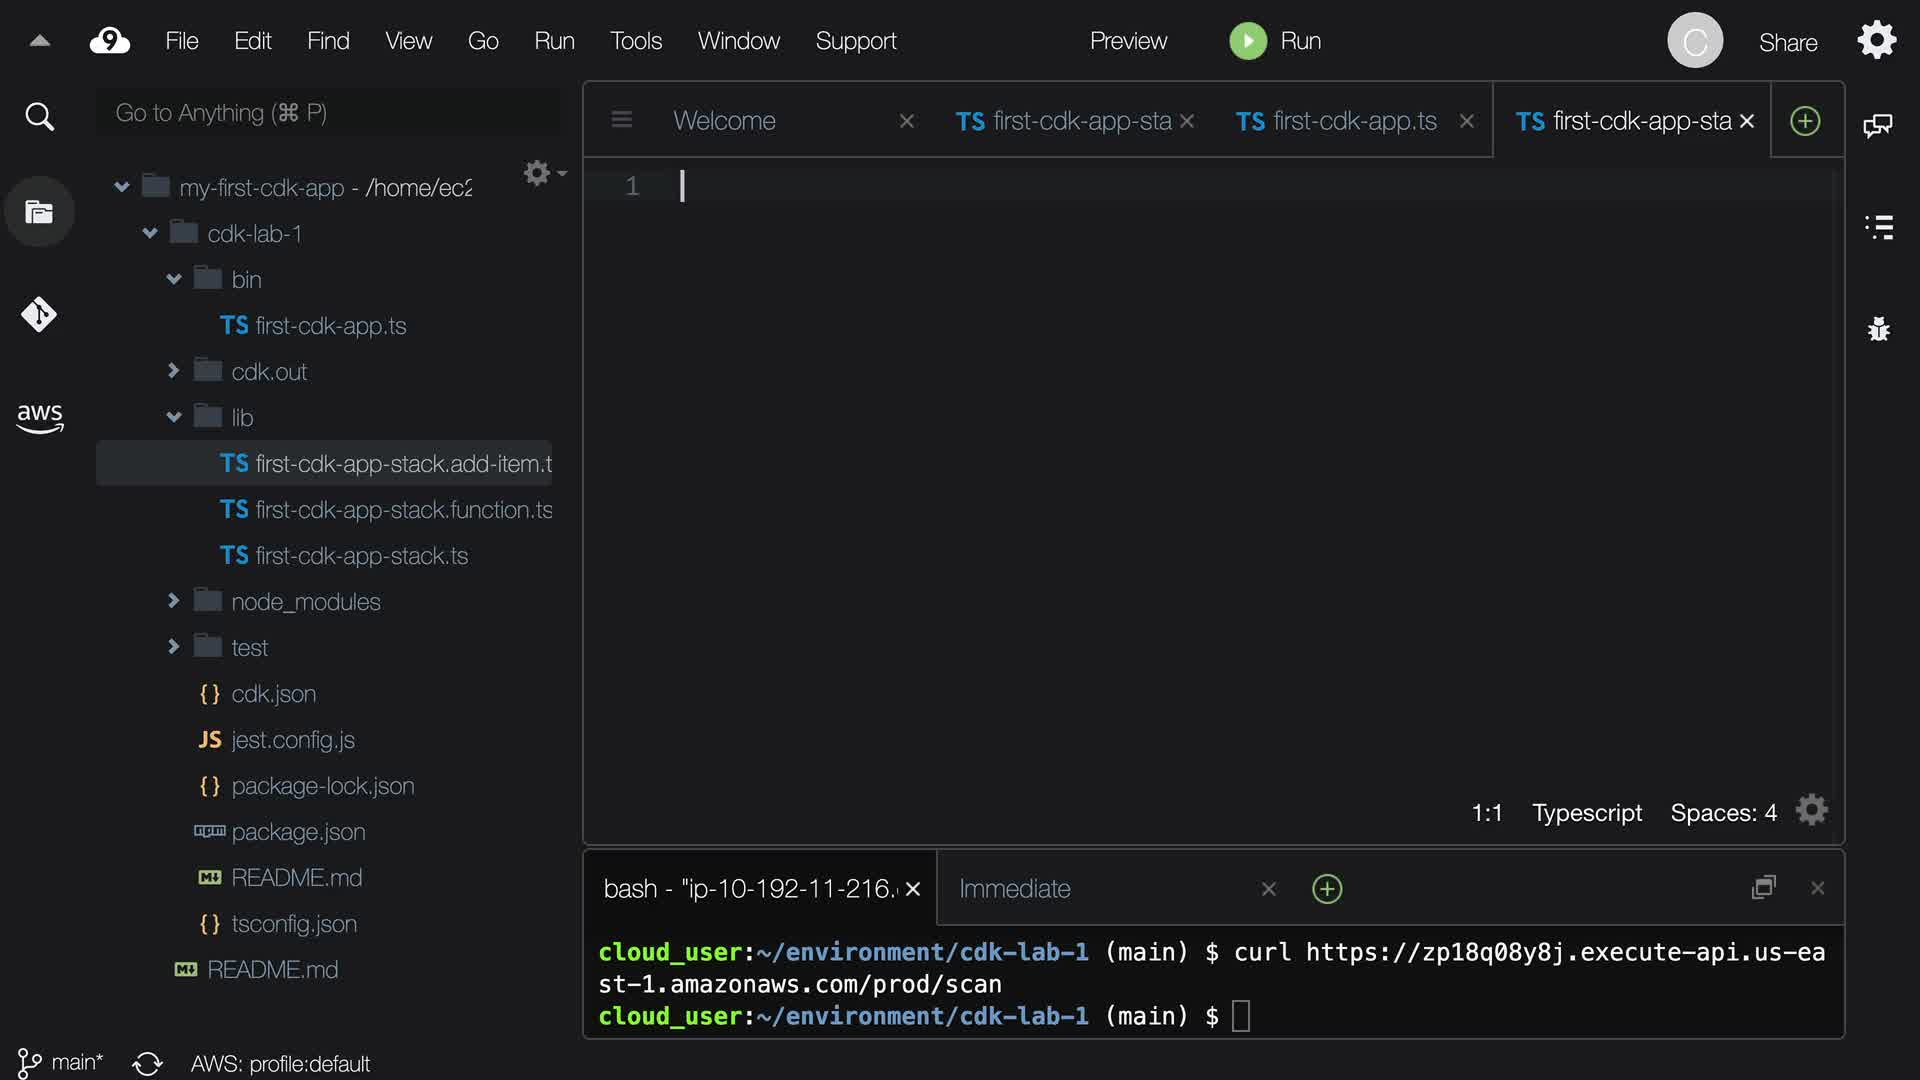 9 File Edit Find View Go Run Tools Window Support Preview Run C Share
Go to Anything (⌘ P)
Welcome TS first-cdk-app-sta TS first-cdk-app.ts TS first-cdk-app-sta
1
my-first-cdk-app - /home/ec2
cdk-lab-1
bin
TS first-cdk-app.ts
cdk.out
aws
lib
TS first-cdk-app-stack.add-item.t
TS first-cdk-app-stack.function.ts
TS first-cdk-app-stack.ts
node_modules
test
{} cdk.json
JS jest.config.js
{} package-lock.json
package.json
M↓ README.md
{} tsconfig.json
M↓ README.md
1:1 Typescript Spaces: 4
bash - "ip-10-192-11-216. Immediate
cloud_user:~/environment/cdk-lab-1 (main) $ curl https://zp18q08y8j.execute-api.us-ea
st-1.amazonaws.com/prod/scan
cloud_user:~/environment/cdk-lab-1 (main) $
main* AWS: profile:default